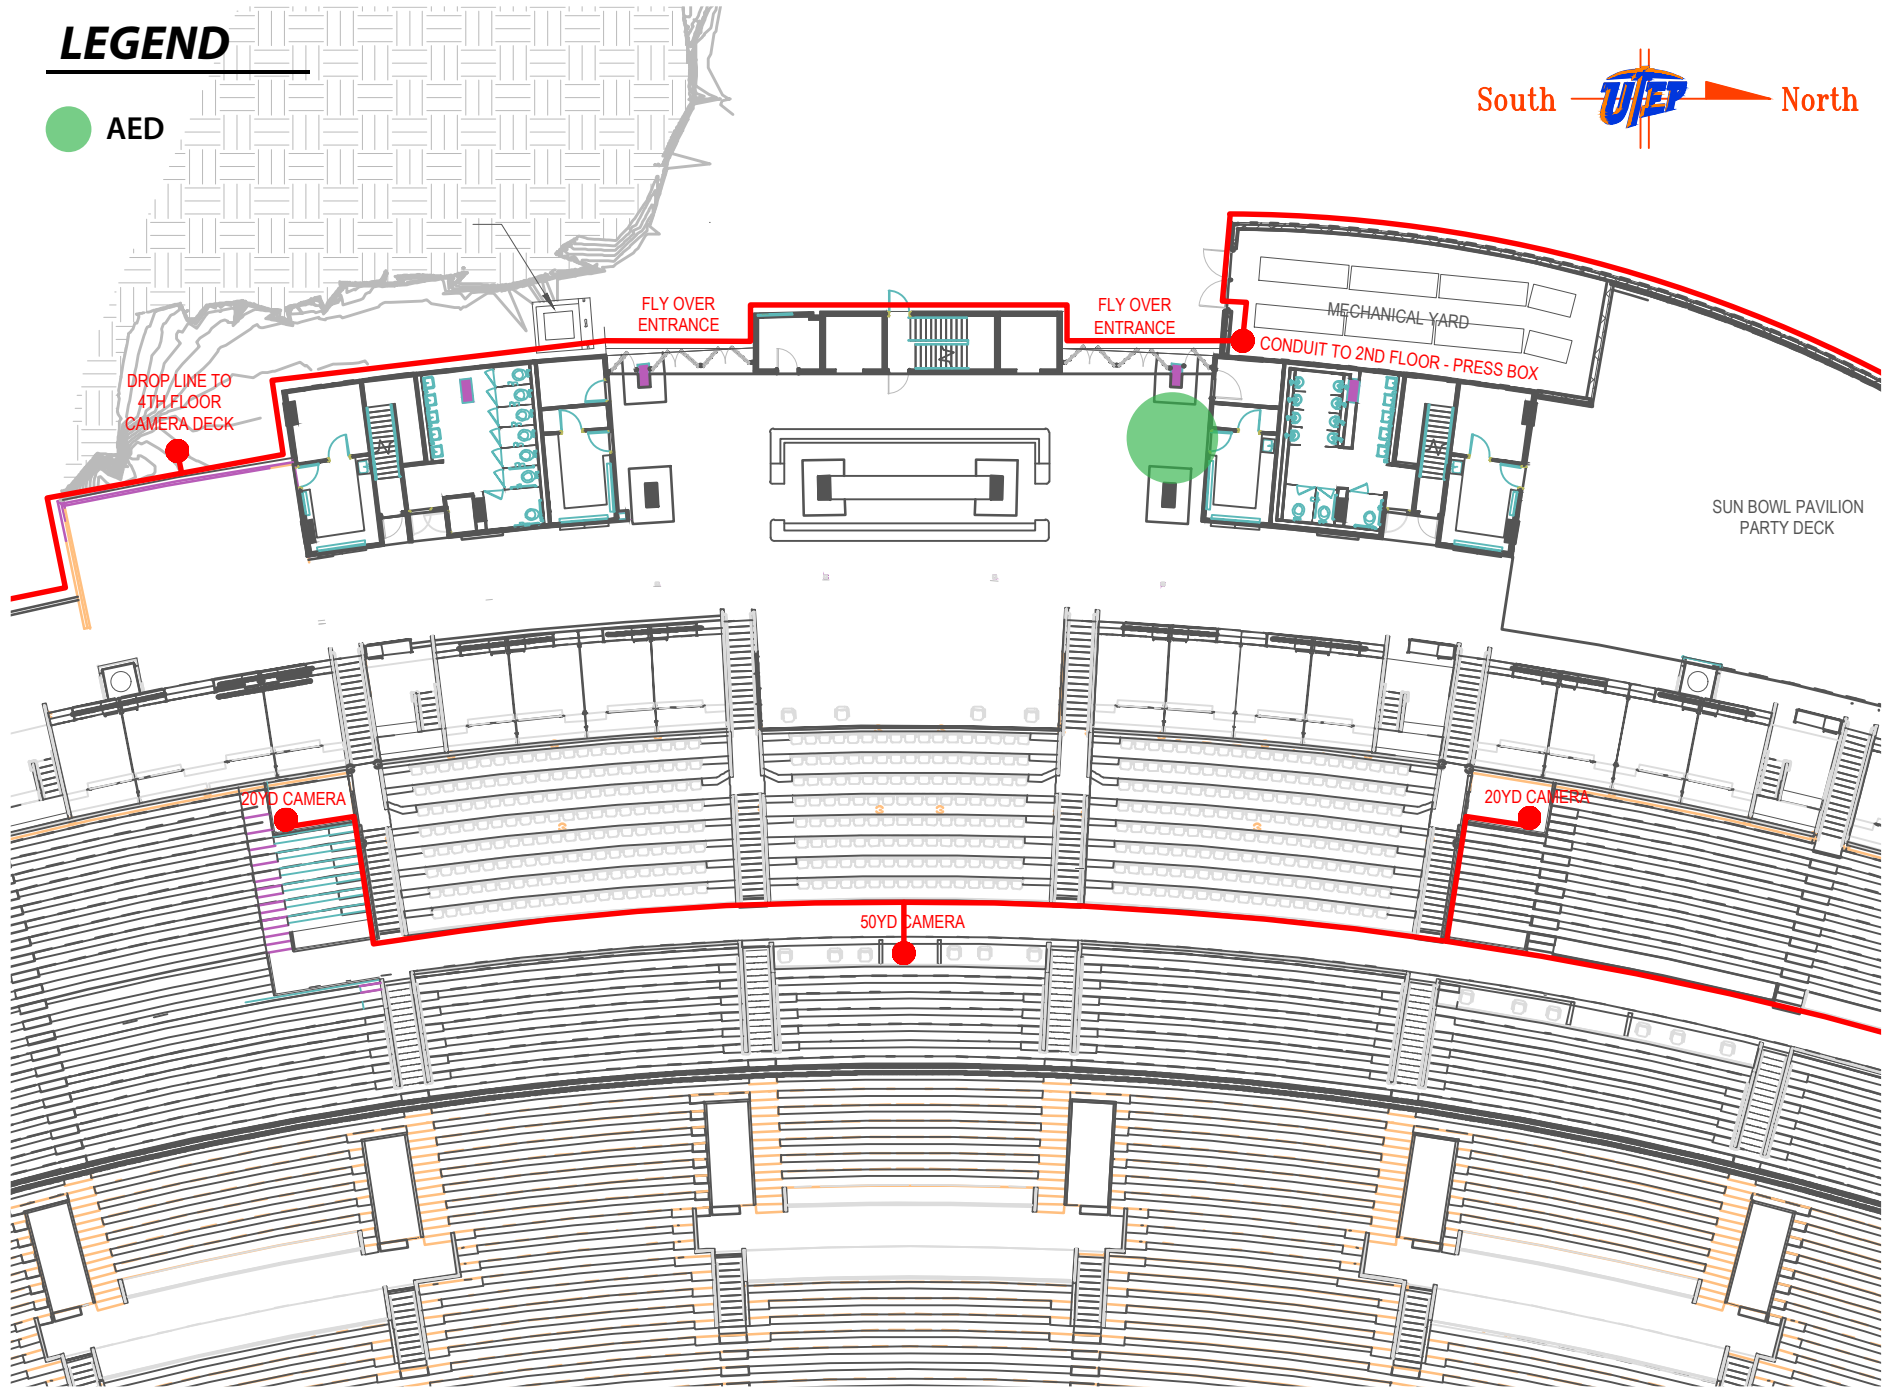 LEGEND
AED
South
UTEP
North
FLY OVER
ENTRANCE
FLY OVER
ENTRANCE
MECHANICAL YARD
CONDUIT TO 2ND FLOOR - PRESS BOX
DROP LINE TO
4TH FLOOR
CAMERA DECK
SUN BOWL PAVILION
PARTY DECK
20YD CAMERA
20YD CAMERA
50YD CAMERA